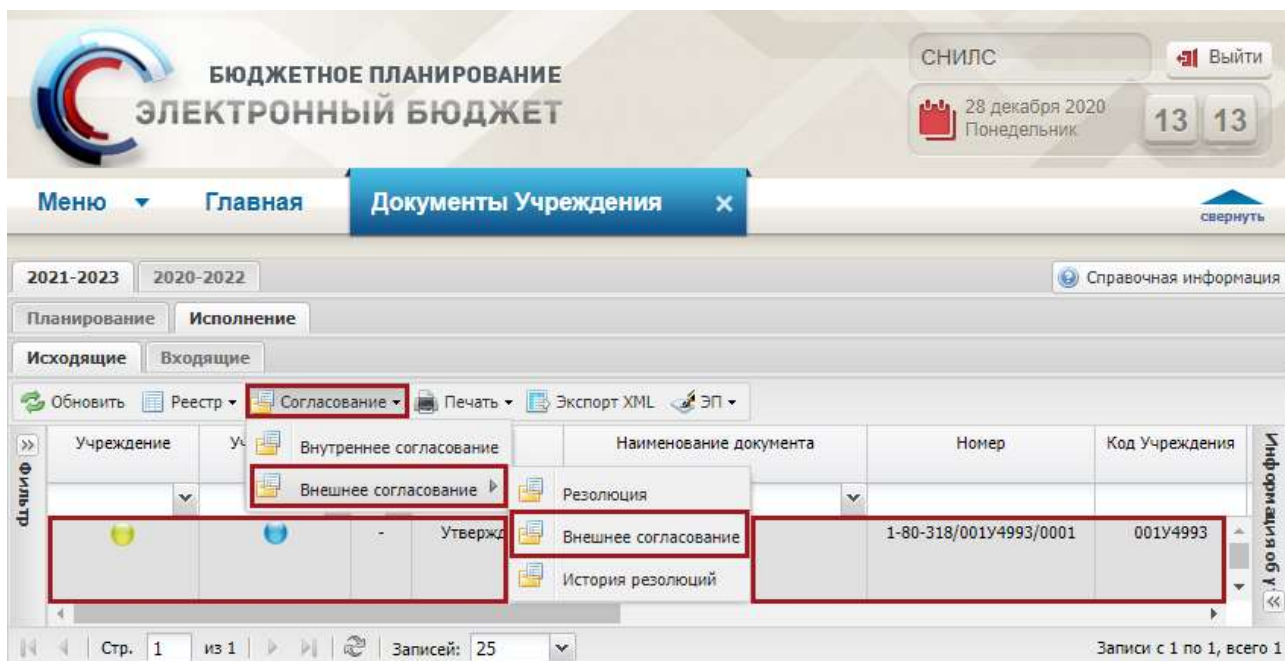 БЮДЖЕТНОЕ ПЛАНИРОВАНИЕ
ЭЛЕКТРОННЫЙ БЮДЖЕТ
СНИЛС
Выйти
28 декабря 2020
Понедельник
13 13
Меню
Главная
Документы Учреждения
свернуть
2021-2023 2020-2022
Справочная информация
Планирование Исполнение
Исходящие Входящие
Обновить Реестр Согласование Печать Экспорт XML ЭП
Учреждение Уч Наименование документа Номер Код Учреждения
Фильтр
Информация об у
Внутреннее согласование
Внешнее согласование
Резолюция
Внешнее согласование
История резолюций
- Утвержд 1-80-318/001У4993/0001 001У4993
Стр. 1 из 1 Записей: 25 Записи с 1 по 1, всего 1